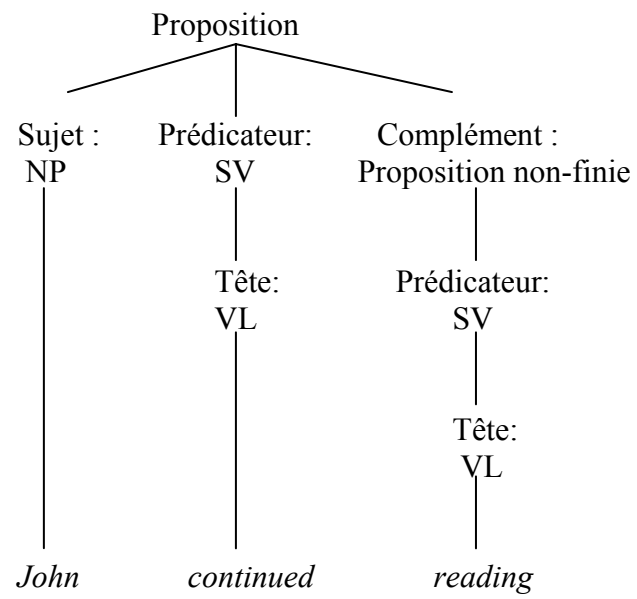 Proposition
Sujet : Prédicateur: Complément :
NP SV Proposition non-finie
Tête: Prédicateur:
VL SV
Tête:
VL
John continued reading